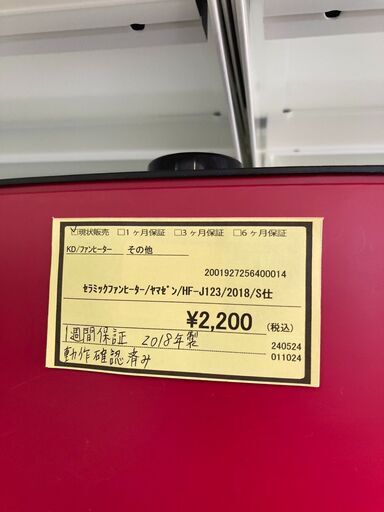 ☑現状販売 □1ヶ月保証 □3ヶ月保証 □6ヶ月保証
KD/ファンヒーター その他
2001927256400014
ｾﾗﾐｯｸﾌｧﾝﾋｰﾀｰ/ﾔﾏｾﾞﾝ/HF-J123/2018/S仕
¥2,200 (税込)
1週間保証 2018年製
240524
動作確認済み
011024